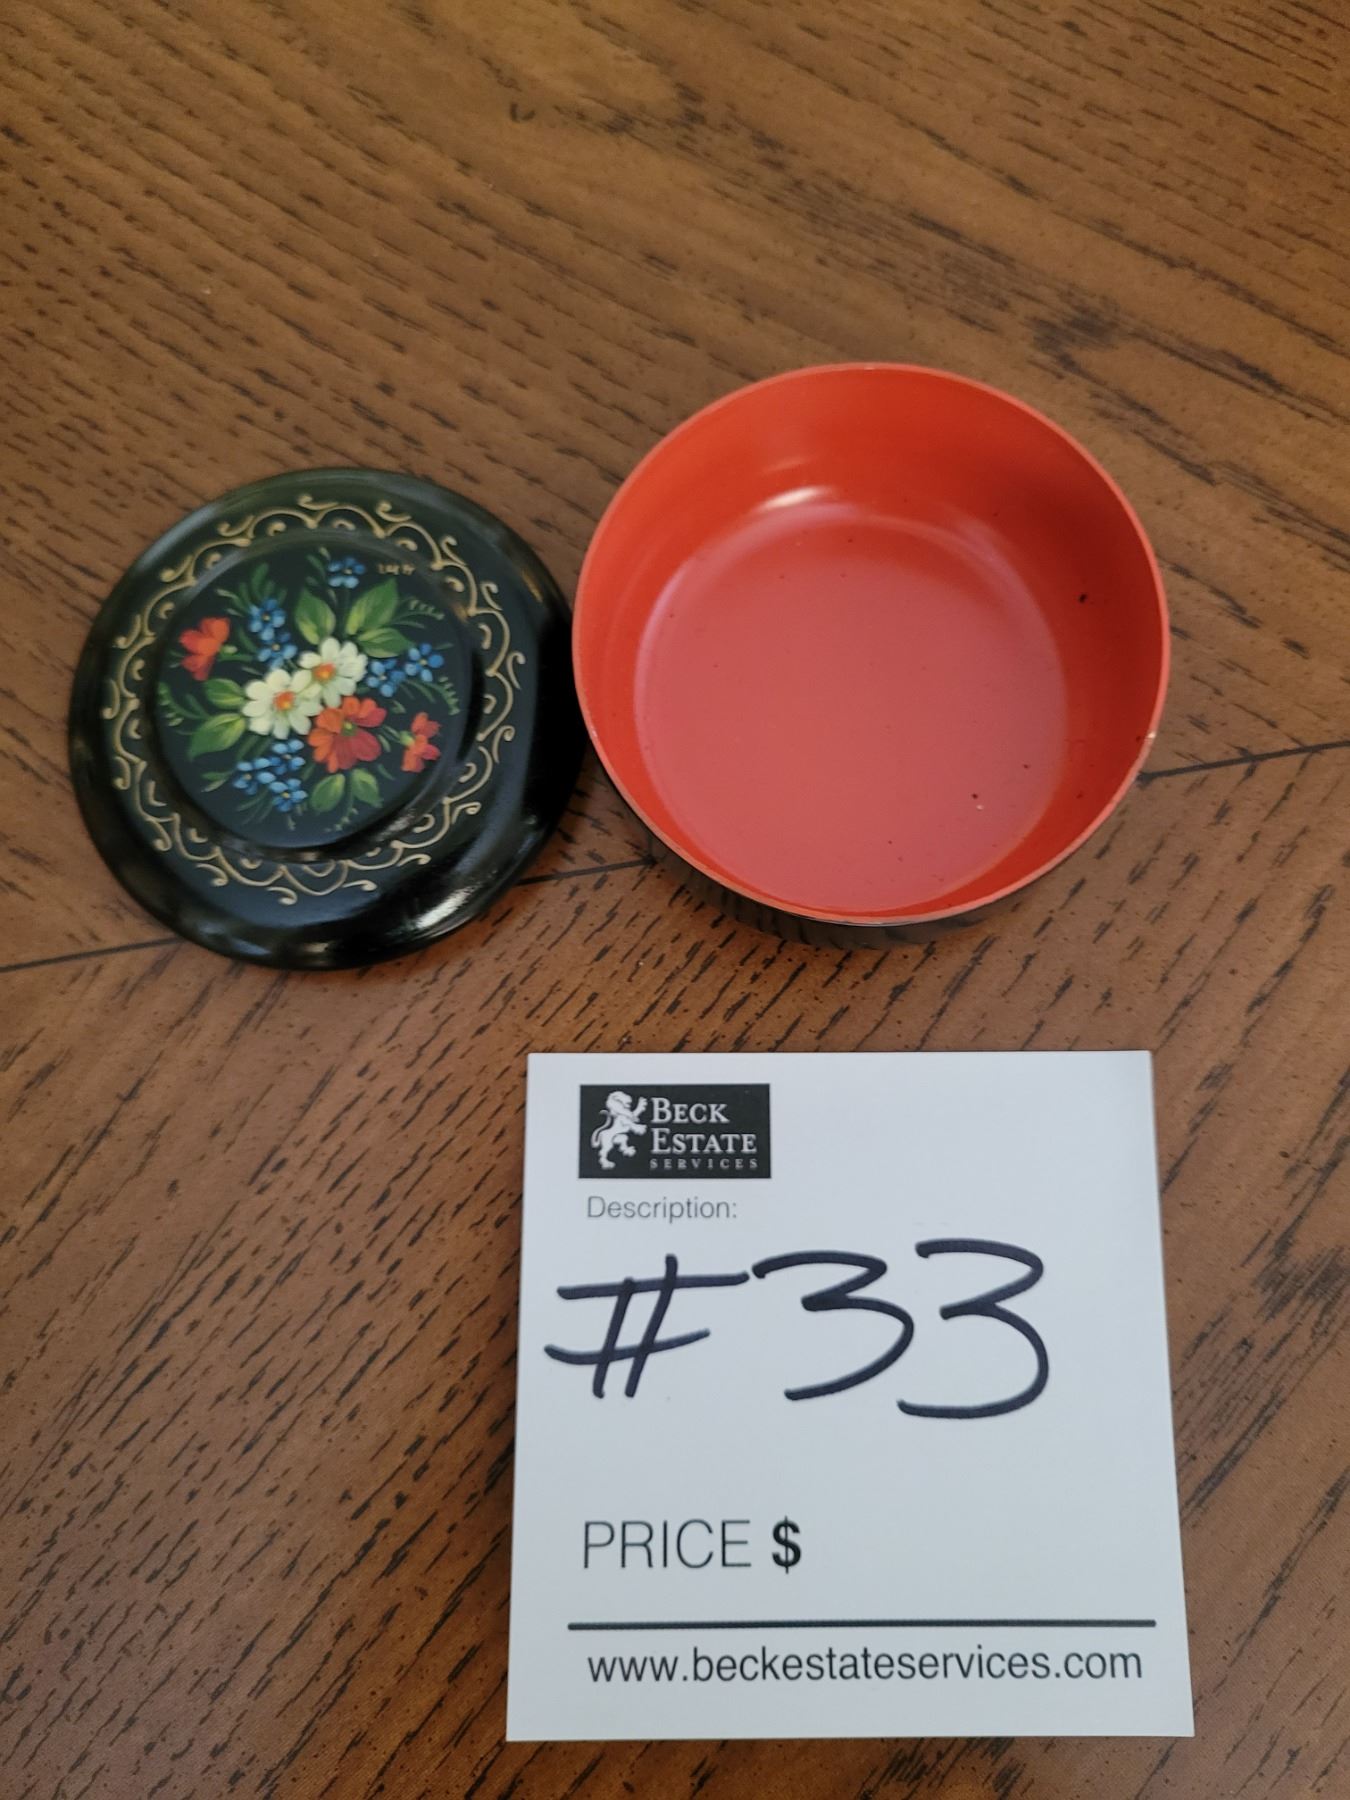 BECK
ESTATE
SERVICES
Description:
#33
PRICE $
www.beckestateservices.com